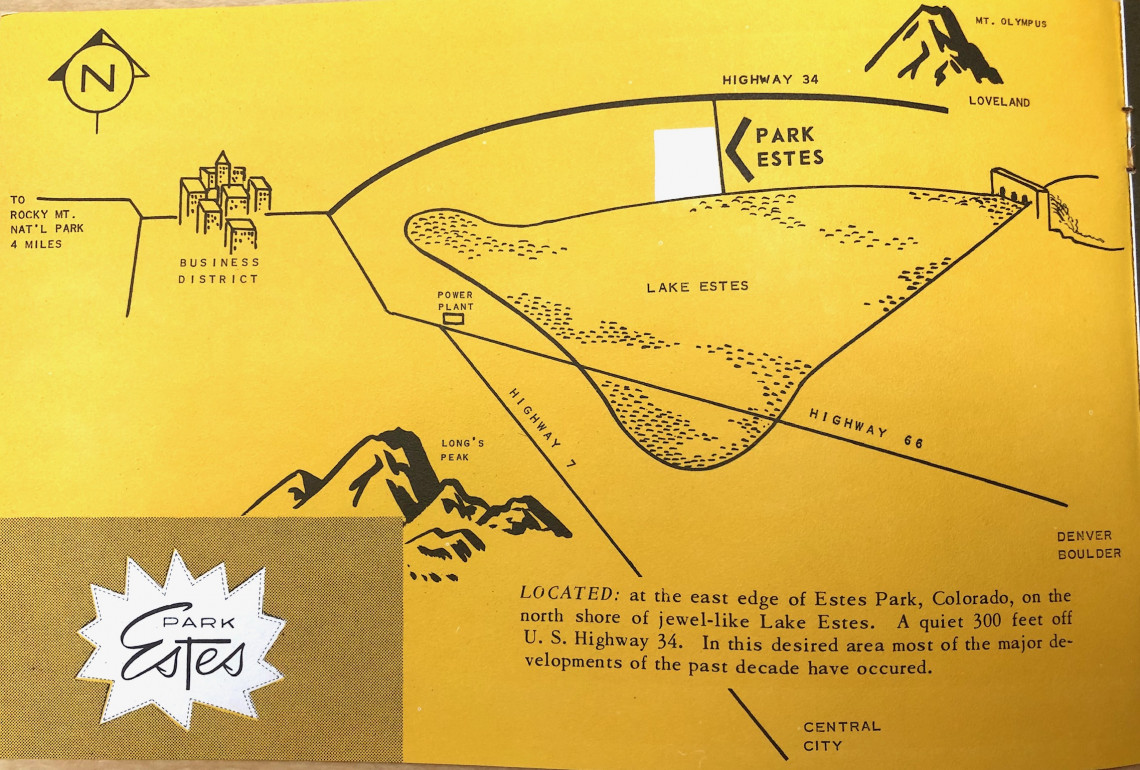 N
MT. OLYMPUS
HIGHWAY 34
LOVELAND
PARK
ESTES
TO
ROCKY MT.
NAT'L PARK
4 MILES
BUSINESS
DISTRICT
POWER
PLANT
LAKE ESTES
HIGHWAY 7
HIGHWAY 66
LONG'S
PEAK
DENVER
BOULDER
PARK
Estes
LOCATED: at the east edge of Estes Park, Colorado, on the
north shore of jewel-like Lake Estes. A quiet 300 feet off
U. S. Highway 34. In this desired area most of the major de-
velopments of the past decade have occured.
CENTRAL
CITY